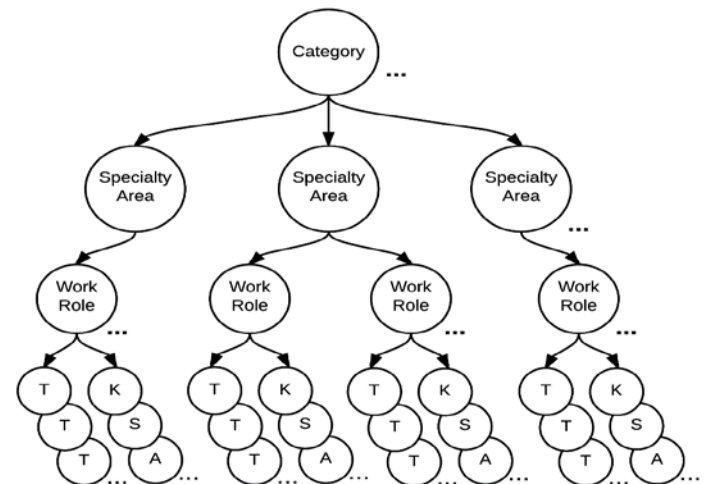 Category
...
Specialty
Area
Specialty
Area
Specialty
Area
...
Work
Role
...
Work
Role
Work
Role
...
Work
Role
...
T K T K T K T K
T S T S T S T S
T ... A ... T ... A ... T ... A ... T ... A ...